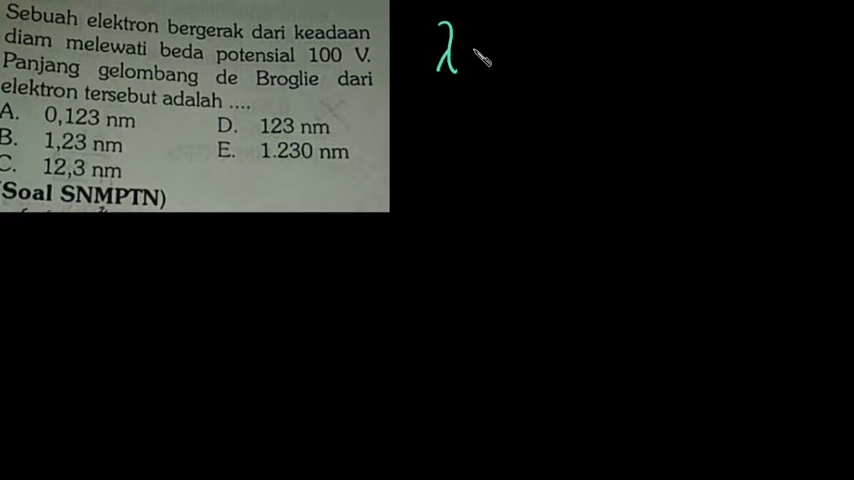 Sebuah elektron bergerak dari keadaan
diam melewati beda potensial 100 V.
Panjang gelombang de Broglie dari
elektron tersebut adalah ....
A. 0,123 nm
B. 1,23 nm
C. 12,3 nm
D. 123 nm
E. 1.230 nm
(Soal SNMPTN)
λ